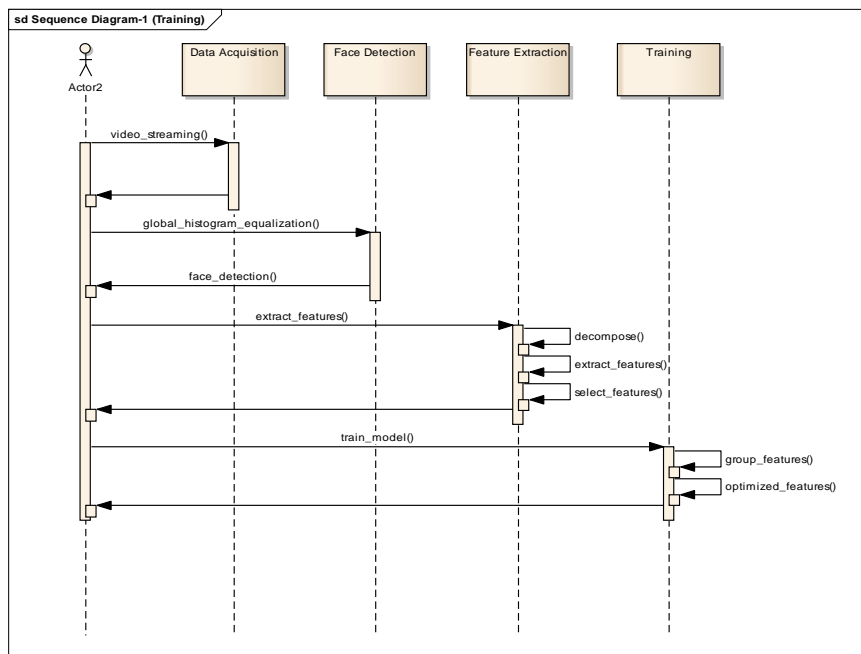 sd Sequence Diagram-1 (Training)
Actor2
Data Acquisition
Face Detection
Feature Extraction
Training
video_streaming()
global_histogram_equalization()
face_detection()
extract_features()
decompose()
extract_features()
select_features()
train_model()
group_features()
optimized_features()